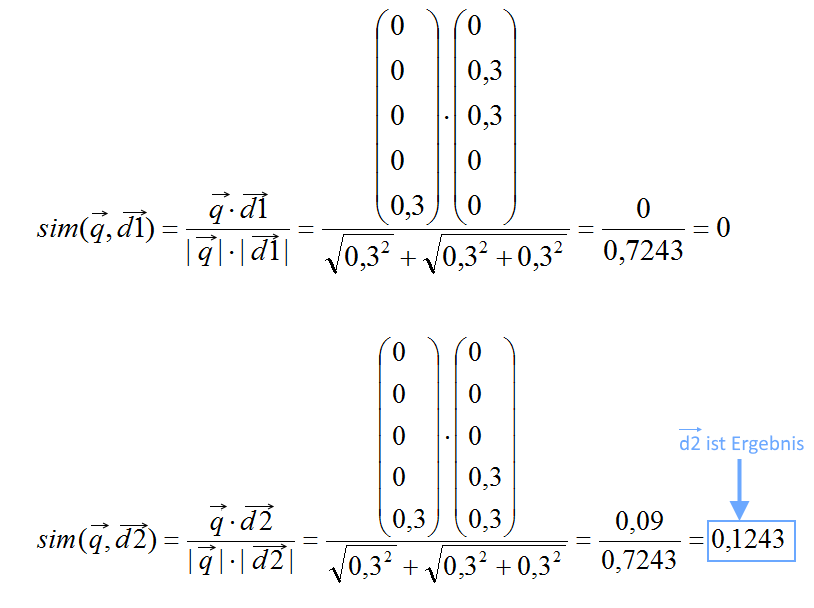 sim(q⃗, d1⃗) = (q⃗ · d1⃗) / (|q⃗| · |d1⃗|) = ((0 0 0 0 0,3) · (0 0,3 0,3 0 0)) / (√(0,3²) + √(0,3² + 0,3²)) = 0 / 0,7243 = 0
d2⃗ ist Ergebnis
sim(q⃗, d2⃗) = (q⃗ · d2⃗) / (|q⃗| · |d2⃗|) = ((0 0 0 0 0,3) · (0 0 0 0,3 0,3)) / (√(0,3²) + √(0,3² + 0,3²)) = 0,09 / 0,7243 = 0,1243